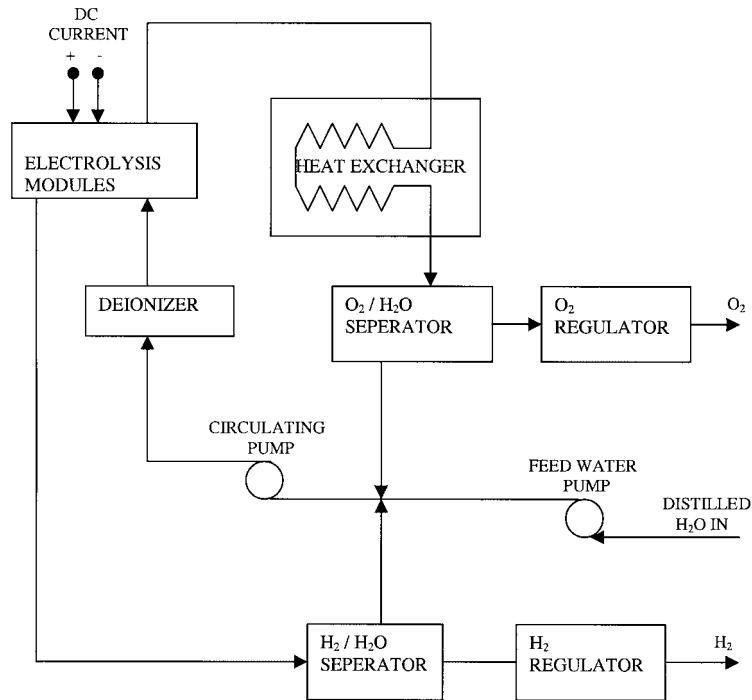 DC
CURRENT
+ -
ELECTROLYSIS
MODULES
HEAT EXCHANGER
DEIONIZER
O₂ / H₂O
SEPERATOR
O₂
REGULATOR
O₂
CIRCULATING
PUMP
FEED WATER
PUMP
DISTILLED
H₂O IN
H₂ / H₂O
SEPERATOR
H₂
REGULATOR
H₂